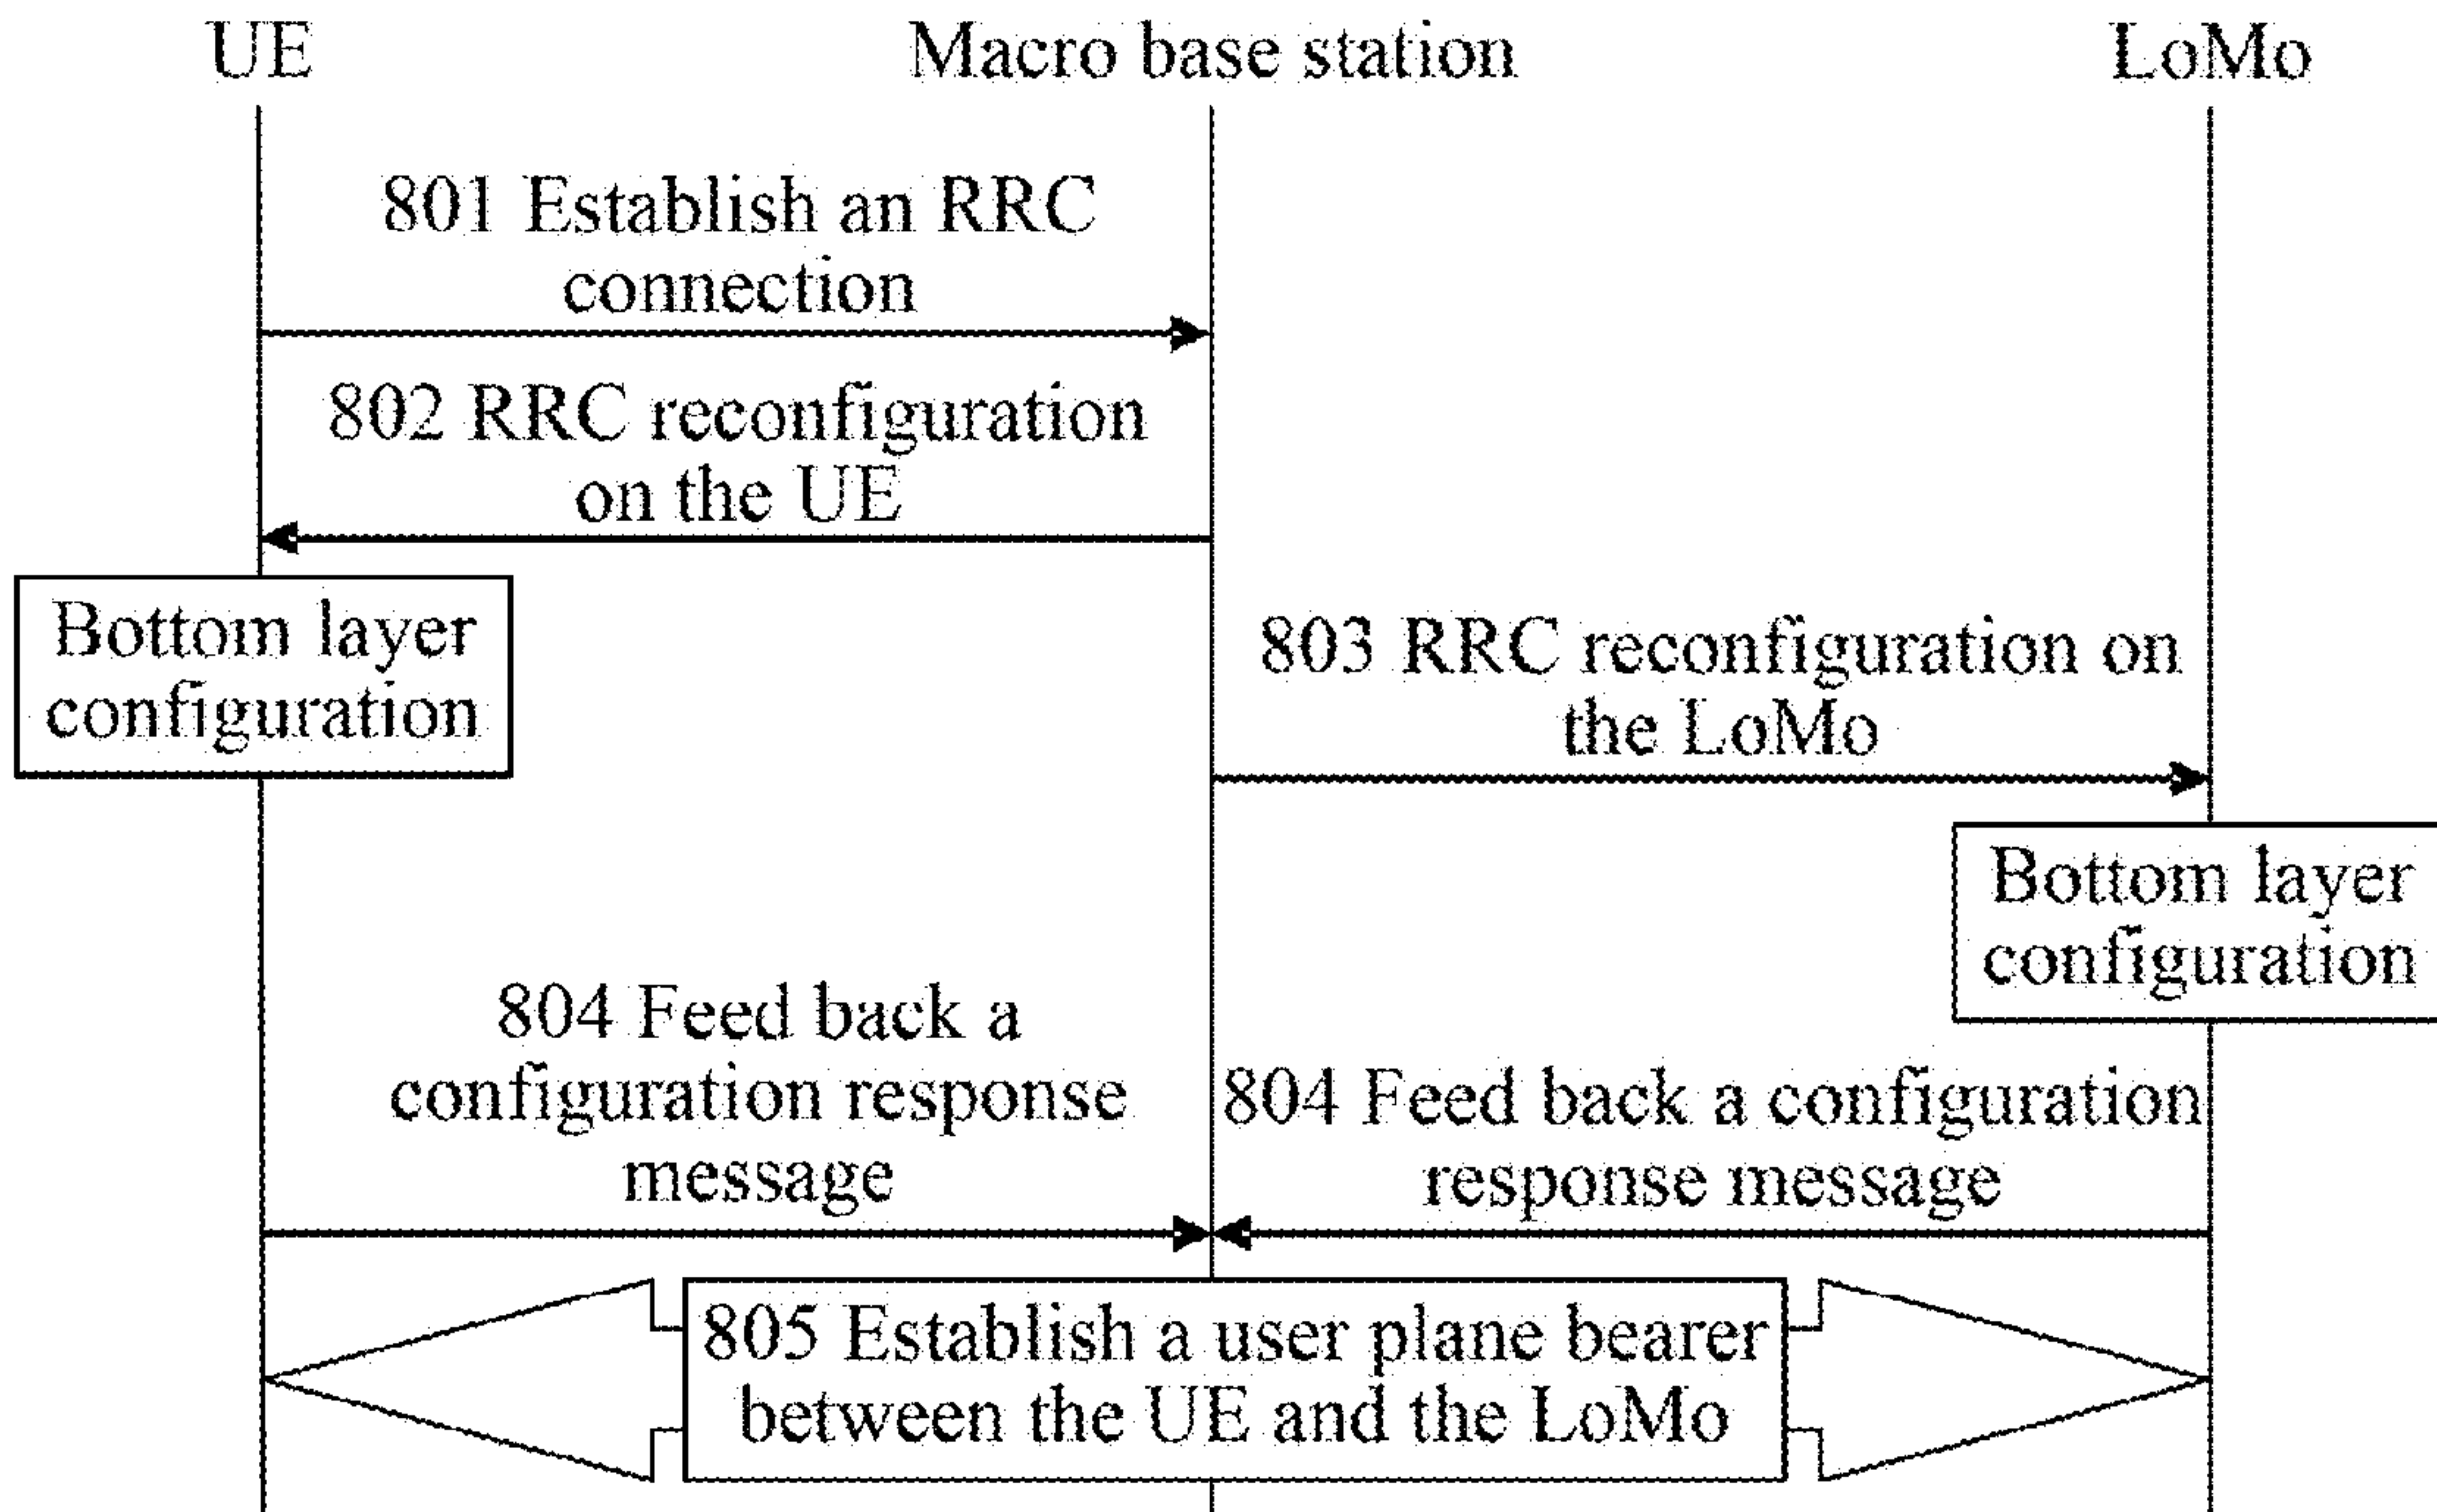 UE
Macro base station
LoMo
801 Establish an RRC
connection
802 RRC reconfiguration
on the UE
Bottom layer
configuration
803 RRC reconfiguration on
the LoMo
Bottom layer
configuration
804 Feed back a
configuration response
message
804 Feed back a configuration
response message
805 Establish a user plane bearer
between the UE and the LoMo